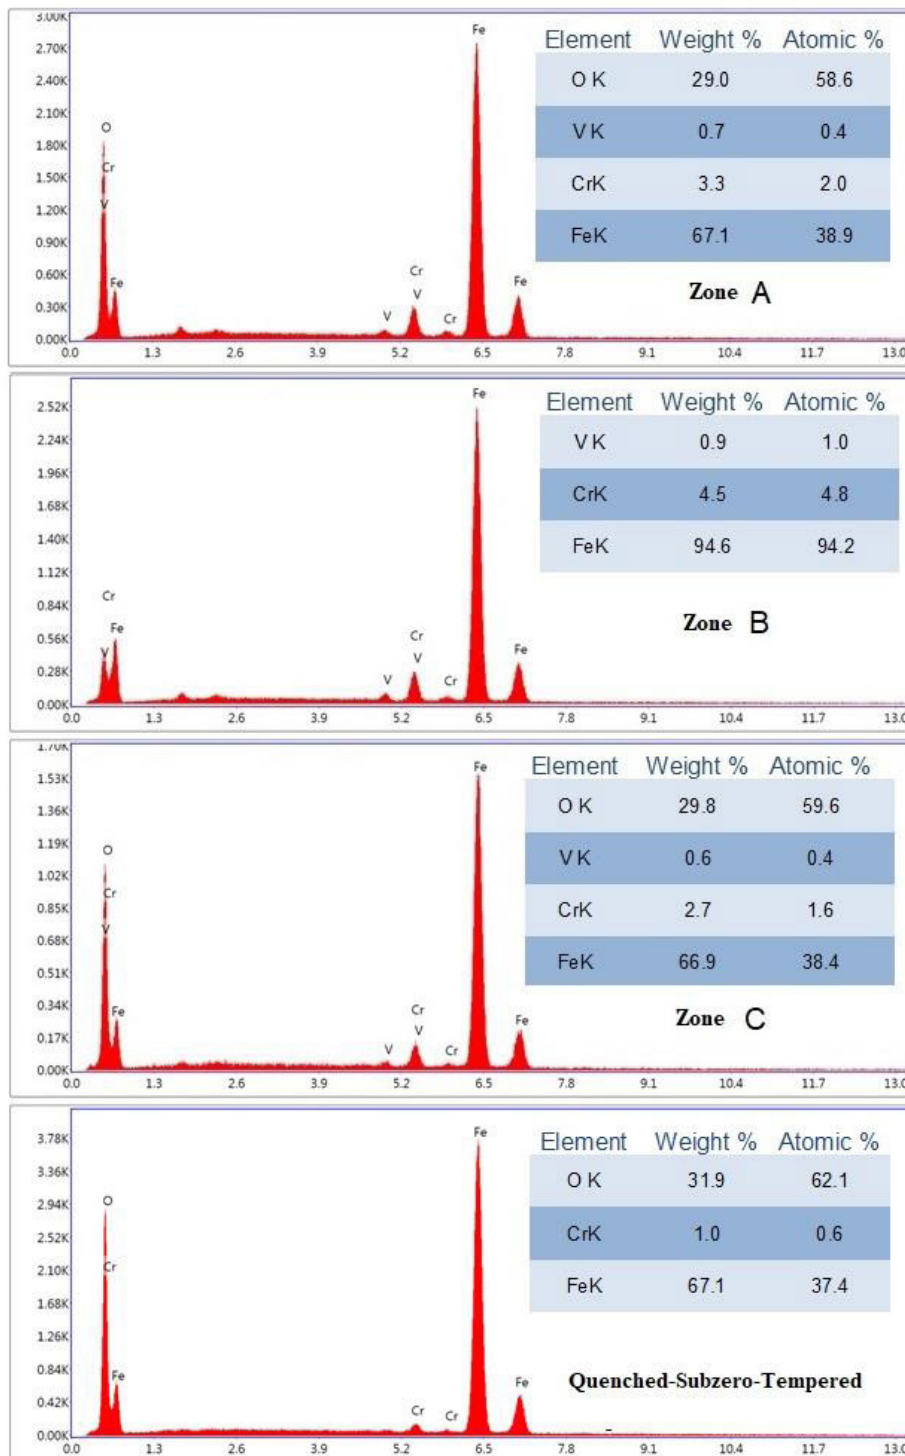 3.00K
2.70K
2.40K
2.10K
1.80K
1.50K
1.20K
0.90K
0.60K
0.30K
0.00K
0.0 1.3 2.6 3.9 5.2 6.5 7.8 9.1 10.4 11.7 13.0
O
Cr
V
Fe
V
Cr
V
Cr
Fe
Fe
Element Weight % Atomic %
O K 29.0 58.6
V K 0.7 0.4
CrK 3.3 2.0
FeK 67.1 38.9
Zone A
2.52K
2.24K
1.96K
1.68K
1.40K
1.12K
0.84K
0.56K
0.28K
0.00K
0.0 1.3 2.6 3.9 5.2 6.5 7.8 9.1 10.4 11.7 13.0
Cr
V
Fe
V
Cr
V
Cr
Fe
Fe
Element Weight % Atomic %
V K 0.9 1.0
CrK 4.5 4.8
FeK 94.6 94.2
Zone B
1.70K
1.53K
1.36K
1.19K
1.02K
0.85K
0.68K
0.51K
0.34K
0.17K
0.00K
0.0 1.3 2.6 3.9 5.2 6.5 7.8 9.1 10.4 11.7 13.0
O
Cr
V
Fe
V
Cr
V
Cr
Fe
Fe
Element Weight % Atomic %
O K 29.8 59.6
V K 0.6 0.4
CrK 2.7 1.6
FeK 66.9 38.4
Zone C
3.78K
3.36K
2.94K
2.52K
2.10K
1.68K
1.26K
0.84K
0.42K
0.00K
0.0 1.3 2.6 3.9 5.2 6.5 7.8 9.1 10.4 11.7 13.0
O
Cr
Fe
Cr
Cr
Fe
Fe
Element Weight % Atomic %
O K 31.9 62.1
CrK 1.0 0.6
FeK 67.1 37.4
Quenched-Subzero-Tempered